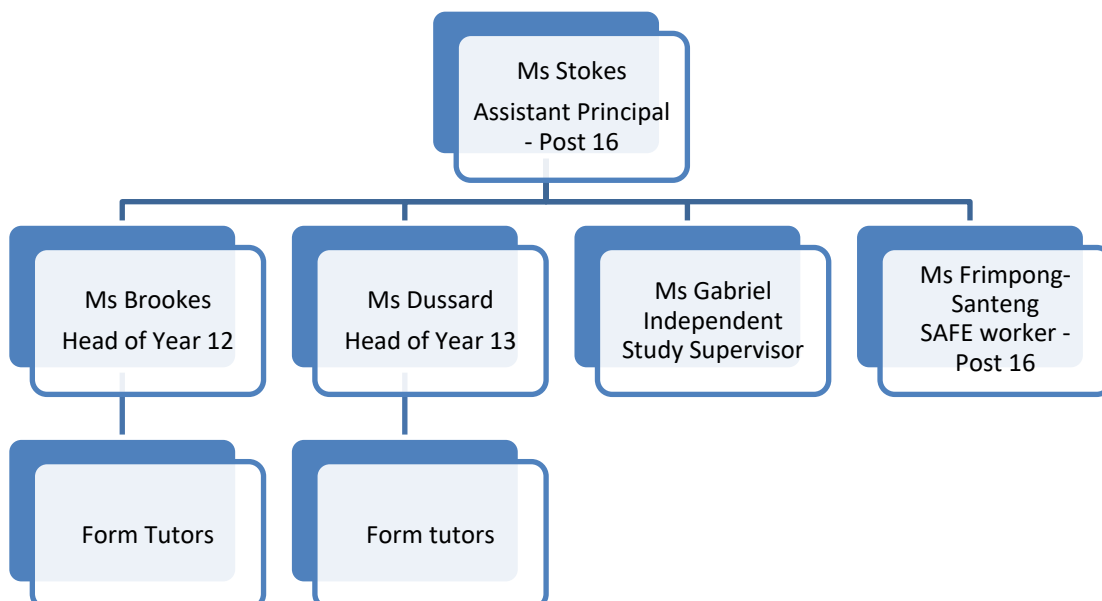 Ms Stokes
Assistant Principal
- Post 16
Ms Brookes
Head of Year 12
Ms Dussard
Head of Year 13
Ms Gabriel
Independent
Study Supervisor
Ms Frimpong-
Santeng
SAFE worker -
Post 16
Form Tutors
Form tutors